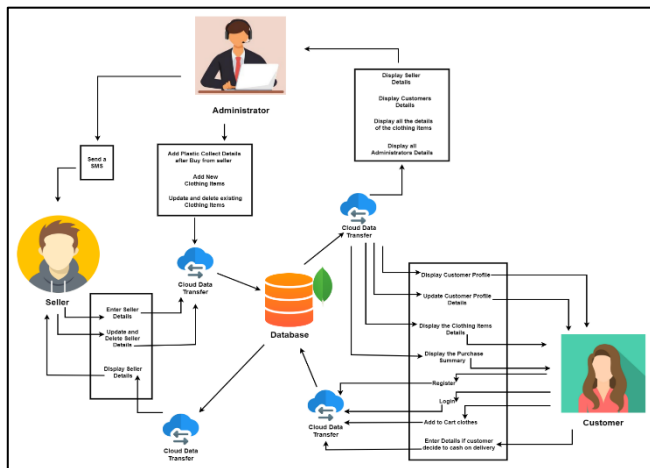 Administrator
Display Seller
Details
Display Customers
Details
Display all the details
of the clothing items
Display all
Administrators Details
Send a
SMS
Add Plastic Collect Details
after Buy from seller
Add New
Clothing Items
Update and delete existing
Clothing Items
Cloud Data
Transfer
Seller
Cloud Data
Transfer
Enter Seller
Details
Update and
Delete Seller
Details
Display Seller
Details
Database
Display Customer Profile
Update Customer Profile
Details
Display the Clothing Items
Details
Display the Purchase
Summary
Register
Login
Add to Cart clothes
Enter Details if customer
decide to cash on delivery
Customer
Cloud Data
Transfer
Cloud Data
Transfer